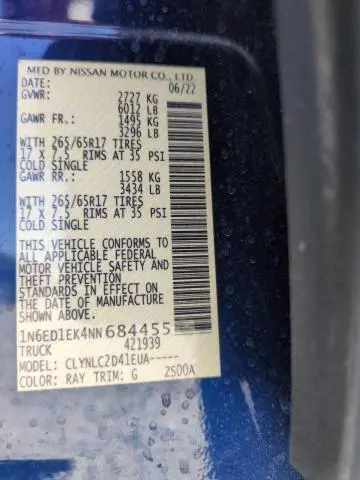 MFD BY NISSAN MOTOR CO., LTD
DATE: 06/22
GVWR: 2727 KG
6012 LB
GAWR FR.: 1495 KG
3296 LB
WITH 265/65R17 TIRES
17 X 7.5 RIMS AT 35 PSI
COLD SINGLE
GAWR RR.: 1558 KG
3434 LB
WITH 265/65R17 TIRES
17 X 7.5 RIMS AT 35 PSI
COLD SINGLE
THIS VEHICLE CONFORMS TO
ALL APPLICABLE FEDERAL
MOTOR VEHICLE SAFETY AND
THEFT PREVENTION
STANDARDS IN EFFECT ON
THE DATE OF MANUFACTURE
SHOWN ABOVE.
1N6ED1EK4NN684455
TRUCK 421939
MODEL: CLYNLC2D41EUA-----
COLOR: RAY TRIM: G ZS00A